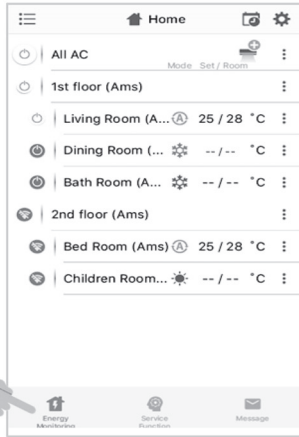 Home
All AC
Mode Set / Room
1st floor (Ams)
Living Room (A... A 25 / 28 °C
Dining Room (... -- / -- °C
Bath Room (A... -- / -- °C
2nd floor (Ams)
Bed Room (Ams) A 25 / 28 °C
Children Room... -- / -- °C
Energy Monitoring
Service Function
Message